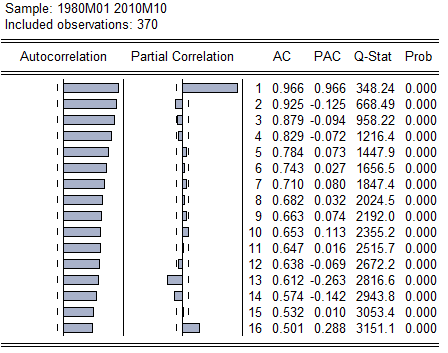 Sample: 1980M01 2010M10
Included observations: 370
Autocorrelation Partial Correlation AC PAC Q-Stat Prob
1 0.966 0.966 348.24 0.000
2 0.925 -0.125 668.49 0.000
3 0.879 -0.094 958.22 0.000
4 0.829 -0.072 1216.4 0.000
5 0.784 0.073 1447.9 0.000
6 0.743 0.027 1656.5 0.000
7 0.710 0.080 1847.4 0.000
8 0.682 0.032 2024.5 0.000
9 0.663 0.074 2192.0 0.000
10 0.653 0.113 2355.2 0.000
11 0.647 0.016 2515.7 0.000
12 0.638 -0.069 2672.2 0.000
13 0.612 -0.263 2816.6 0.000
14 0.574 -0.142 2943.8 0.000
15 0.532 0.010 3053.4 0.000
16 0.501 0.288 3151.1 0.000